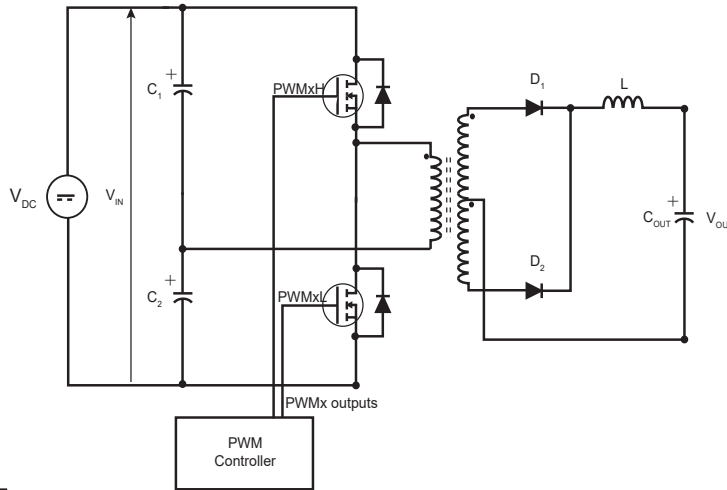 PWMxH
D1
L
C1
+
VDC
VIN
+
COUT
+
D2
C2
+
PWMxL
PWMx outputs
PWM
Controller